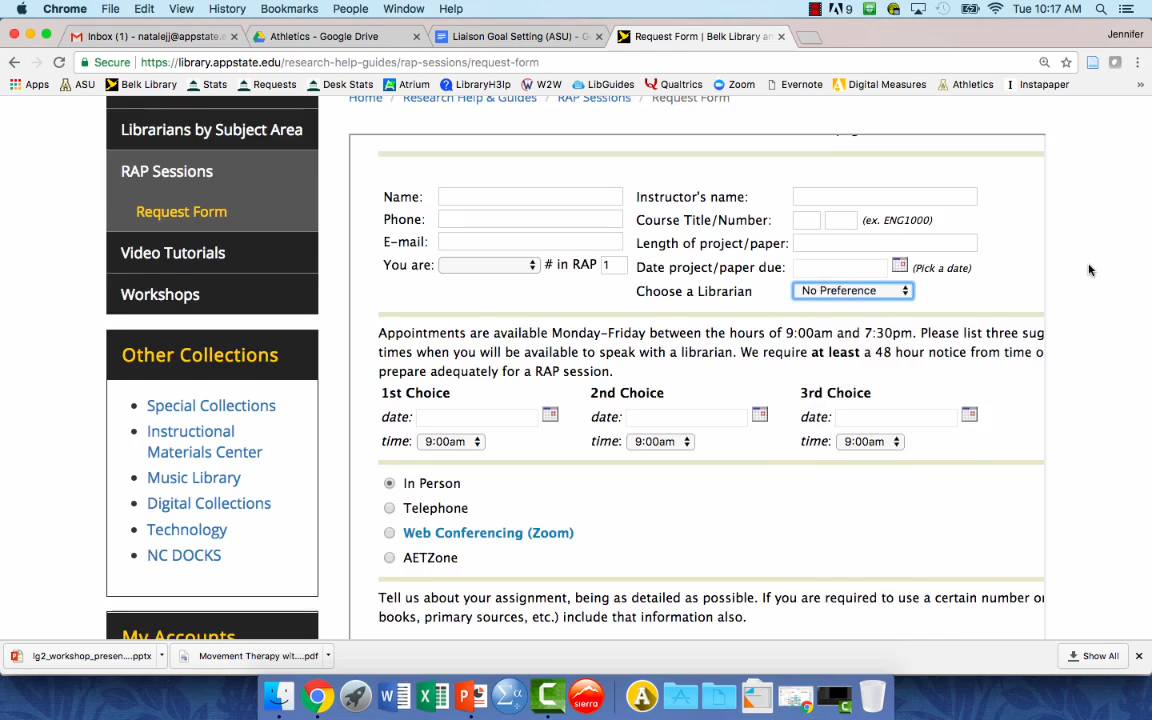 Chrome File Edit View History Bookmarks People Window Help 9 Tue 10:17 AM
Inbox (1) - natalejj@appstate.e Athletics - Google Drive Liaison Goal Setting (ASU) - G Request Form | Belk Library an Jennifer
Secure https://library.appstate.edu/research-help-guides/rap-sessions/request-form
Apps ASU Belk Library Stats Requests Desk Stats Atrium LibraryH3lp W2W LibGuides Qualtrics Zoom Evernote Digital Measures Athletics Instapaper »
Home Research Help & Guides RAP Sessions Request Form
Librarians by Subject Area
RAP Sessions
Request Form
Video Tutorials
Workshops
Other Collections
• Special Collections
• Instructional
Materials Center
• Music Library
• Digital Collections
• Technology
• NC DOCKS
My Accounts
Name: Instructor's name:
Phone: Course Title/Number: (ex. ENG1000)
E-mail: Length of project/paper:
You are: # in RAP 1 Date project/paper due: (Pick a date)
Choose a Librarian No Preference
Appointments are available Monday-Friday between the hours of 9:00am and 7:30pm. Please list three sug
times when you will be available to speak with a librarian. We require at least a 48 hour notice from time o
prepare adequately for a RAP session.
1st Choice 2nd Choice 3rd Choice
date: date: date:
time: 9:00am time: 9:00am time: 9:00am
In Person
Telephone
Web Conferencing (Zoom)
AETZone
Tell us about your assignment, being as detailed as possible. If you are required to use a certain number or
books, primary sources, etc.) include that information also.
lg2_workshop_presen....pptx Movement Therapy wit....pdf Show All
sierra